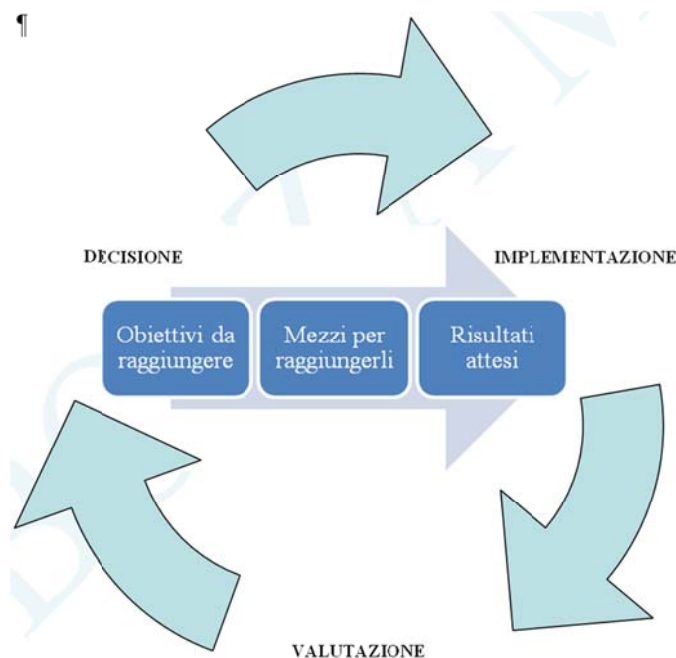 ¶
DECISIONE
IMPLEMENTAZIONE
Obiettivi da
raggiungere
Mezzi per
raggiungerli
Risultati
attesi
VALUTAZIONE